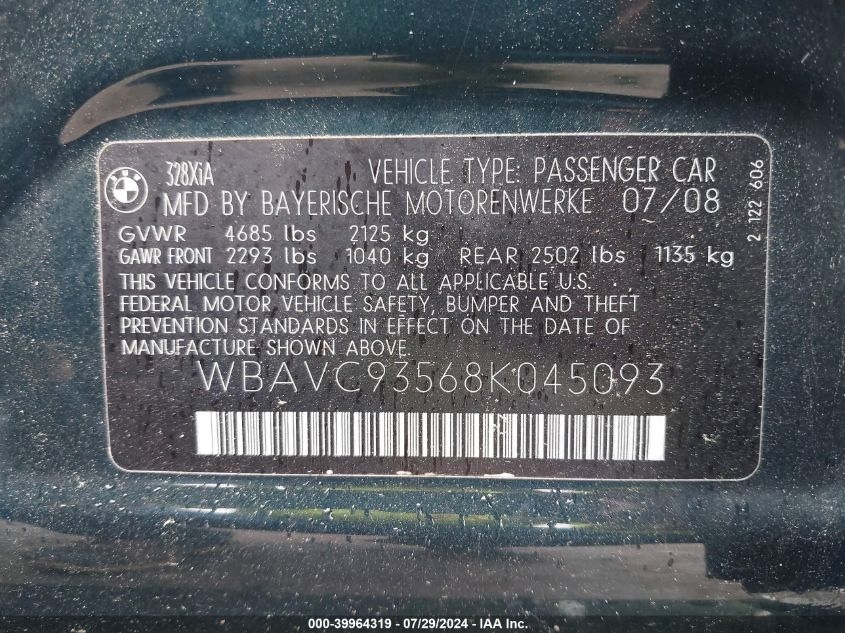 BMW
328XiA VEHICLE TYPE: PASSENGER CAR
MFD BY BAYERISCHE MOTORENWERKE 07/08
GVWR 4685 lbs 2125 kg
GAWR FRONT 2293 lbs 1040 kg REAR 2502 lbs 1135 kg
THIS VEHICLE CONFORMS TO ALL APPLICABLE U.S.
FEDERAL MOTOR VEHICLE SAFETY, BUMPER AND THEFT
PREVENTION STANDARDS IN EFFECT ON THE DATE OF
MANUFACTURE SHOWN ABOVE
WBAVC93568K045093
2 122 606
000-39964319 / 07/29/2024 - IAA Inc.